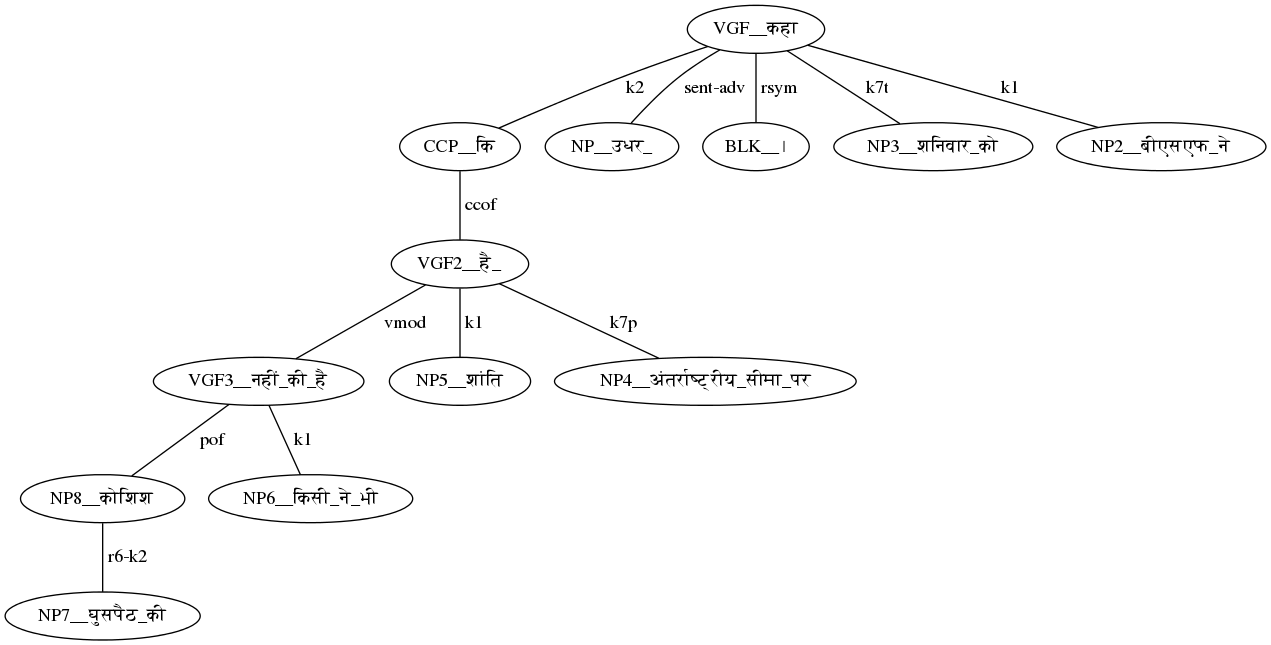 VGF__कहा
k2 sent-adv rsym k7t k1
CCP__कि NP__उधर_ BLK__। NP3__शनिवार_को NP2__बीएसएफ_ने
ccof
VGF2__है_
vmod k1 k7p
VGF3__नहीं_की_है NP5__शांति NP4__अंतर्राष्ट्रीय_सीमा_पर
pof k1
NP8__कोशिश NP6__किसी_ने_भी
r6-k2
NP7__घुसपैठ_की